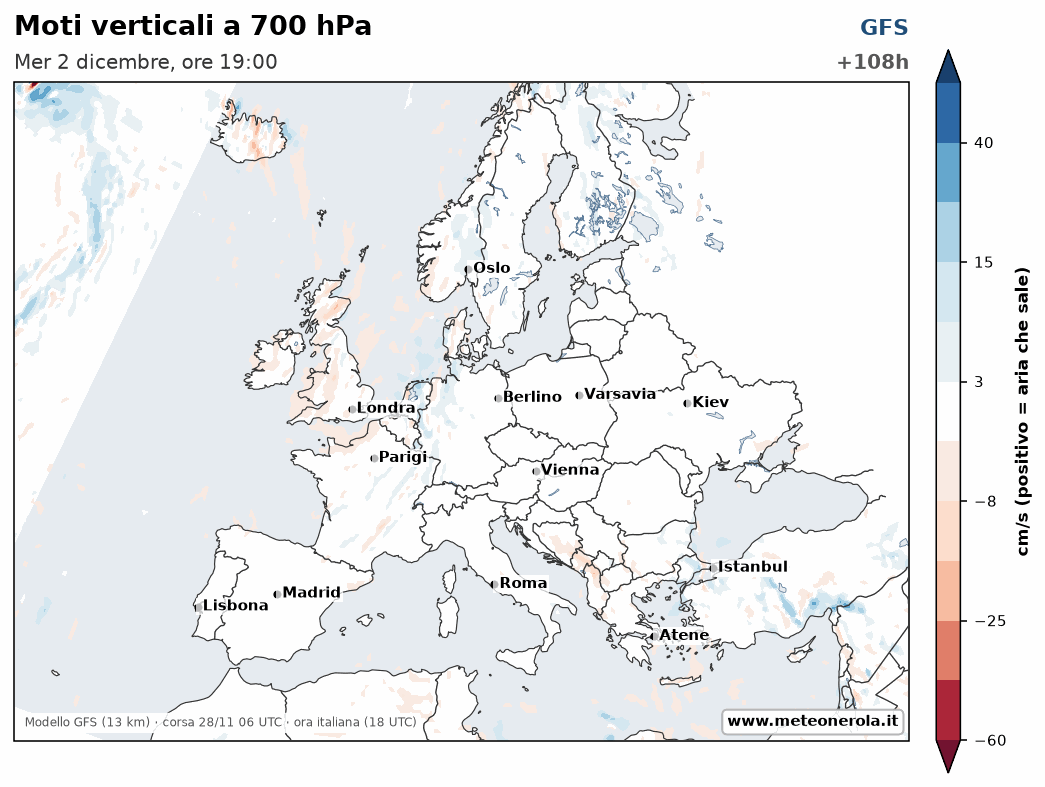 Moti verticali a 700 hPa
GFS
Mer 2 dicembre, ore 19:00
+108h
40
15
3
−8
−25
−60
cm/s (positivo = aria che sale)
Oslo
Berlino
Varsavia
Londra
Kiev
Parigi
Vienna
Istanbul
Roma
Madrid
Lisbona
Atene
Modello GFS (13 km) · corsa 28/11 06 UTC · ora italiana (18 UTC)
www.meteonerola.it